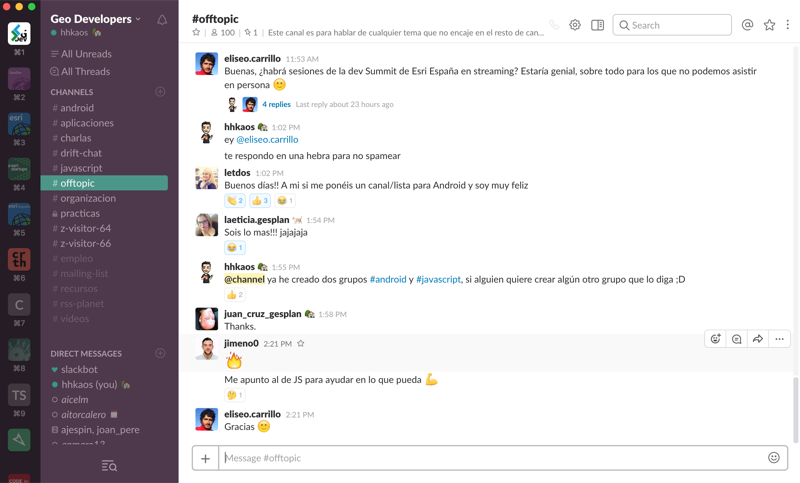 Geo Developers
hhkaos
All Unreads
All Threads
CHANNELS
# android
# aplicaciones
# charlas
# drift-chat
# javascript
# offtopic
# organizacion
practicas
# z-visitor-64
# z-visitor-66
# empleo
# mailing-list
# recursos
# rss-planet
# videos
DIRECT MESSAGES
slackbot
hhkaos (you)
aicelm
aitorcalero
ajespin, joan_pere
⌘1
⌘2
esri
⌘3
⌘4
esri
⌘5
⌘6
C
⌘7
⌘8
TS
⌘9
#offtopic
100
1
Este canal es para hablar de cualquier tema que no encaje en el resto de can...
Search
eliseo.carrillo 11:53 AM
Buenas, ¿habrá sesiones de la dev Summit de Esri España en streaming? Estaría genial, sobre todo para los que no podemos asistir
en persona
4 replies Last reply about 23 hours ago
hhkaos 1:02 PM
ey @eliseo.carrillo
te respondo en una hebra para no spamear
letdos 1:02 PM
Buenos días!! A mi si me ponéis un canal/lista para Android y soy muy feliz
2 3 1
laeticia.gesplan 1:54 PM
Sois lo mas!!! jajajaja
1
hhkaos 1:55 PM
@channel ya he creado dos grupos #android y #javascript, si alguien quiere crear algún otro grupo que lo diga ;D
2
juan_cruz_gesplan 1:58 PM
Thanks.
jimeno0 2:21 PM
Me apunto al de JS para ayudar en lo que pueda
1
eliseo.carrillo 2:21 PM
Gracias
Message #offtopic